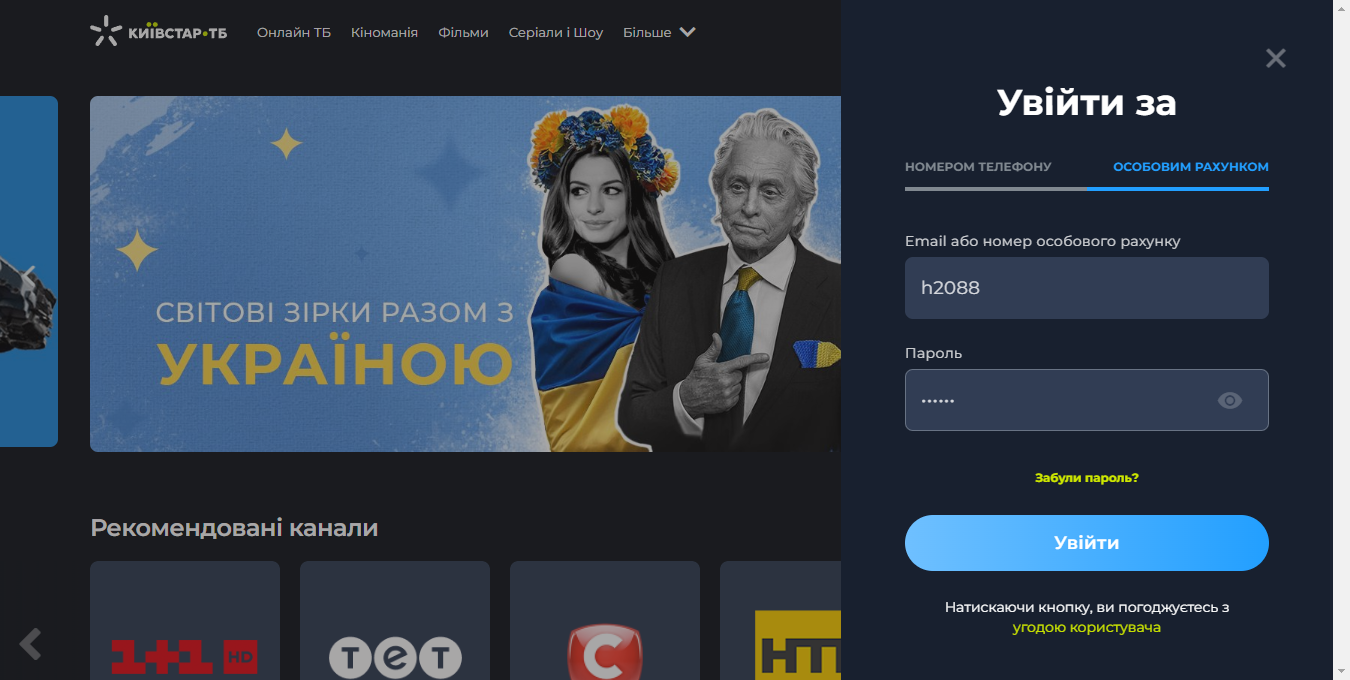 КИЇВСТАР•ТБ
Онлайн ТБ
Кіноманія
Фільми
Серіали і Шоу
Більше
СВІТОВІ ЗІРКИ РАЗОМ З
УКРАЇНОЮ
Рекомендовані канали
1+1 HD
ТЕТ
С
Увійти за
НОМЕРОМ ТЕЛЕФОНУ
ОСОБОВИМ РАХУНКОМ
Email або номер особового рахунку
h2088
Пароль
••••••
Забули пароль?
Увійти
Натискаючи кнопку, ви погоджуєтесь з
угодою користувача